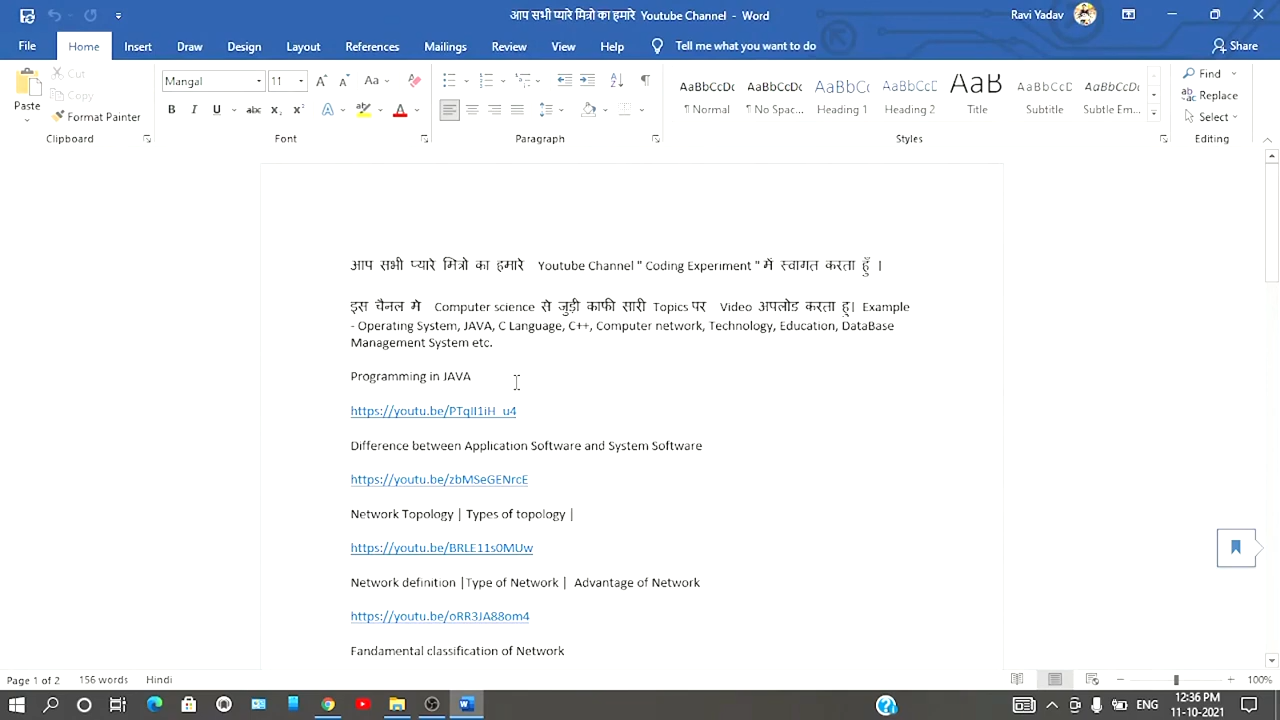 आप सभी प्यारे मित्रो का हमारे Youtube Channel - Word
Ravi Yadav
File Home Insert Draw Design Layout References Mailings Review View Help Tell me what you want to do Share
Paste Cut Copy Format Painter
Mangal 11
AaBbCcDc AaBbCcDc AaBbCc AaBbCcD AaB AaBbCcD AaBbCcDc
¶ Normal ¶ No Spac... Heading 1 Heading 2 Title Subtitle Subtle Em...
Find Replace Select
Clipboard Font Paragraph Styles Editing
आप सभी प्यारे मित्रो का हमारे Youtube Channel " Coding Experiment " में स्वागत करता हूँ |
इस चैनल मे Computer science से जुड़ी काफी सारी Topics पर Video अपलोड करता हु| Example
- Operating System, JAVA, C Language, C++, Computer network, Technology, Education, DataBase
Management System etc.
Programming in JAVA
https://youtu.be/PTqII1iH_u4
Difference between Application Software and System Software
https://youtu.be/zbMSeGENrcE
Network Topology | Types of topology |
https://youtu.be/BRLE11s0MUw
Network definition |Type of Network | Advantage of Network
https://youtu.be/oRR3JA88om4
Fandamental classification of Network
Page 1 of 2 156 words Hindi 100%
ENG 12:36 PM
11-10-2021